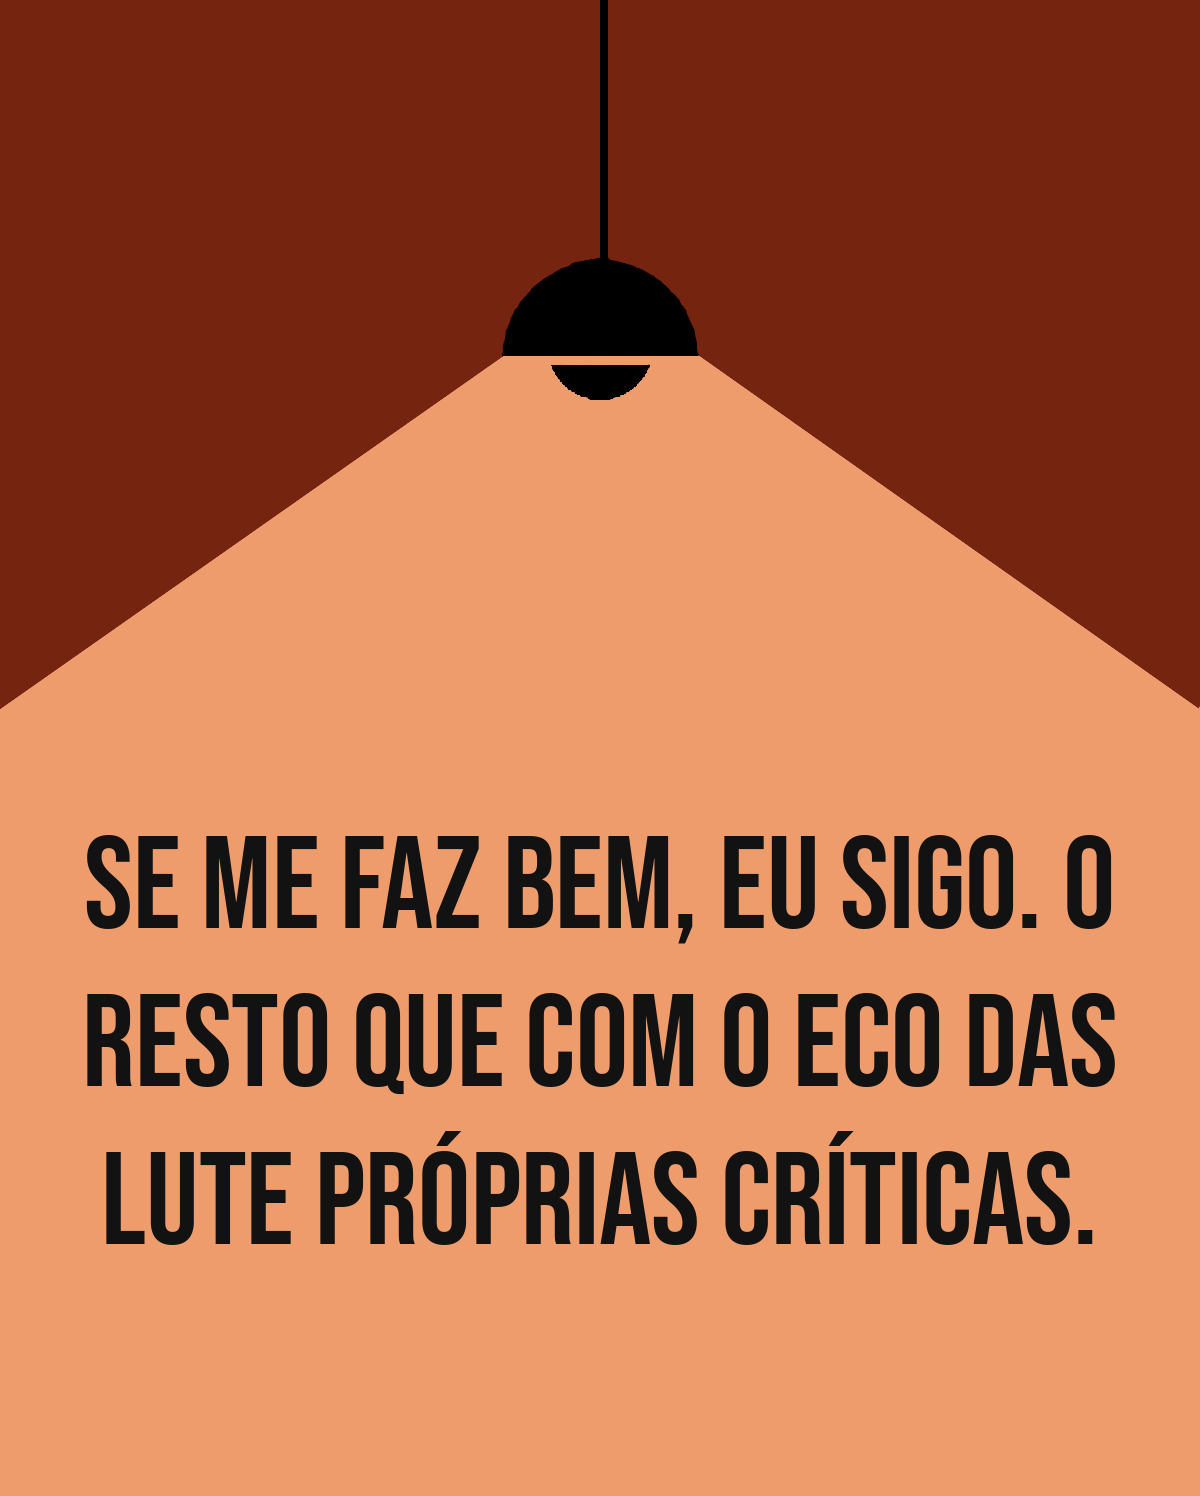 SE ME FAZ BEM, EU SIGO. O
RESTO QUE COM O ECO DAS
LUTE PRÓPRIAS CRÍTICAS.